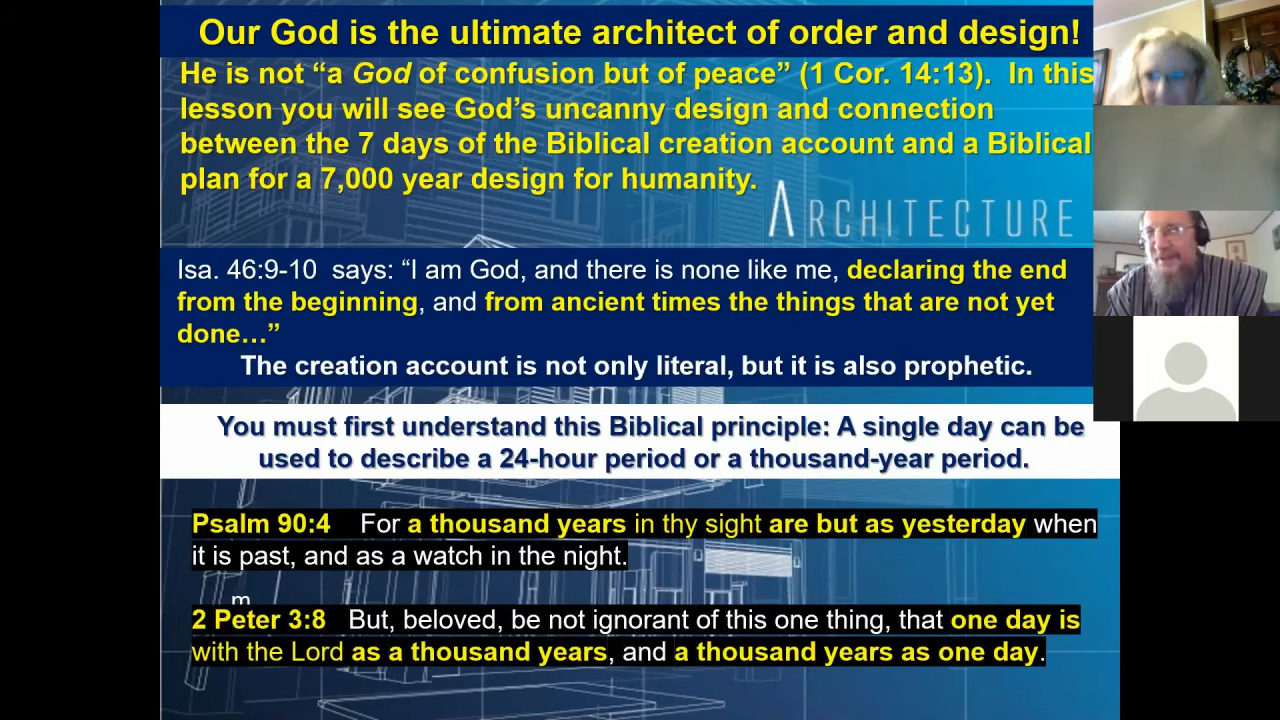 Our God is the ultimate architect of order and design!
He is not “a God of confusion but of peace” (1 Cor. 14:13).  In this
lesson you will see God’s uncanny design and connection
between the 7 days of the Biblical creation account and a Biblical
plan for a 7,000 year design for humanity.
ARCHITECTURE
Isa. 46:9-10  says: “I am God, and there is none like me, declaring the end
from the beginning, and from ancient times the things that are not yet
done…”
The creation account is not only literal, but it is also prophetic.
You must first understand this Biblical principle: A single day can be
used to describe a 24-hour period or a thousand-year period.
Psalm 90:4    For a thousand years in thy sight are but as yesterday when
it is past, and as a watch in the night.
m
2 Peter 3:8   But, beloved, be not ignorant of this one thing, that one day is
with the Lord as a thousand years, and a thousand years as one day.